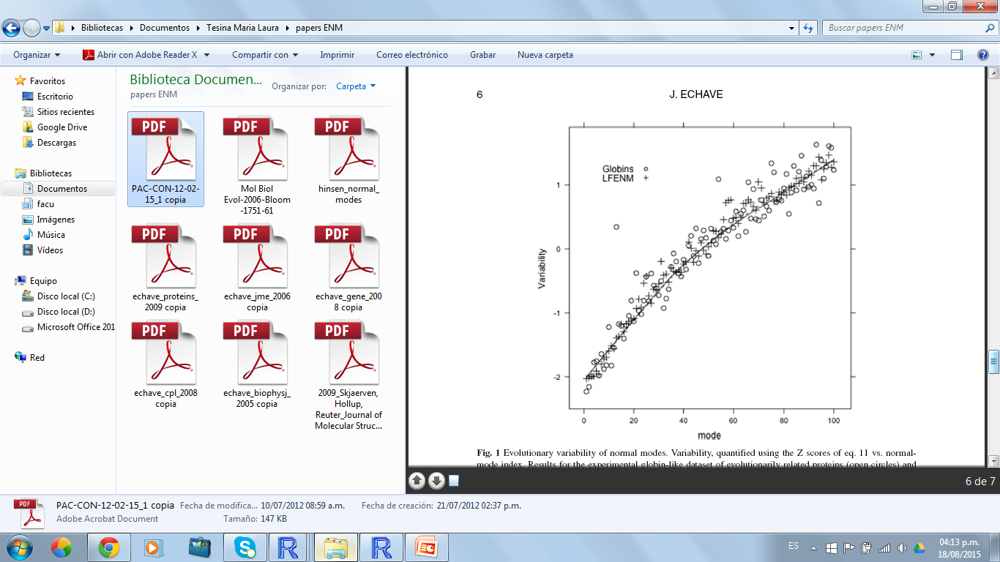 Bibliotecas
Documentos
Tesina Maria Laura
papers ENM
Buscar papers ENM
Organizar
Abrir con Adobe Reader X
Compartir con
Imprimir
Correo electrónico
Grabar
Nueva carpeta
Favoritos
Escritorio
Sitios recientes
Google Drive
Descargas
Bibliotecas
Documentos
facu
Imágenes
Música
Vídeos
Equipo
Disco local (C:)
Disco local (D:)
Microsoft Office 201
Red
Biblioteca Documen...
papers ENM
Organizar por: Carpeta
PDF
PAC-CON-12-02-
15_1 copia
PDF
Mol Biol
Evol-2006-Bloom
-1751-61
PDF
hinsen_normal_
modes
PDF
echave_proteins_
2009 copia
PDF
echave_jme_2006
copia
PDF
echave_gene_200
8 copia
PDF
echave_cpl_2008
copia
PDF
echave_biophysj_
2005 copia
PDF
2009_Skjaerven,
Hollup,
Reuter_Journal of
Molecular Struc...
6 J. ECHAVE
Globins
LFENM
Variability
1
0
-1
-2
0 20 40 60 80 100
mode
Fig. 1 Evolutionary variability of normal modes. Variability, quantified using the Z scores of eq. 11 vs. normal-
mode index. Results for the experimental globin-like dataset of evolutionarily related proteins (open circles) and
6 de 7
PDF
PAC-CON-12-02-15_1 copia Fecha de modifica... 10/07/2012 08:59 a.m. Fecha de creación: 21/07/2012 02:37 p.m.
Adobe Acrobat Document Tamaño: 147 KB
ES
04:13 p.m.
18/08/2015